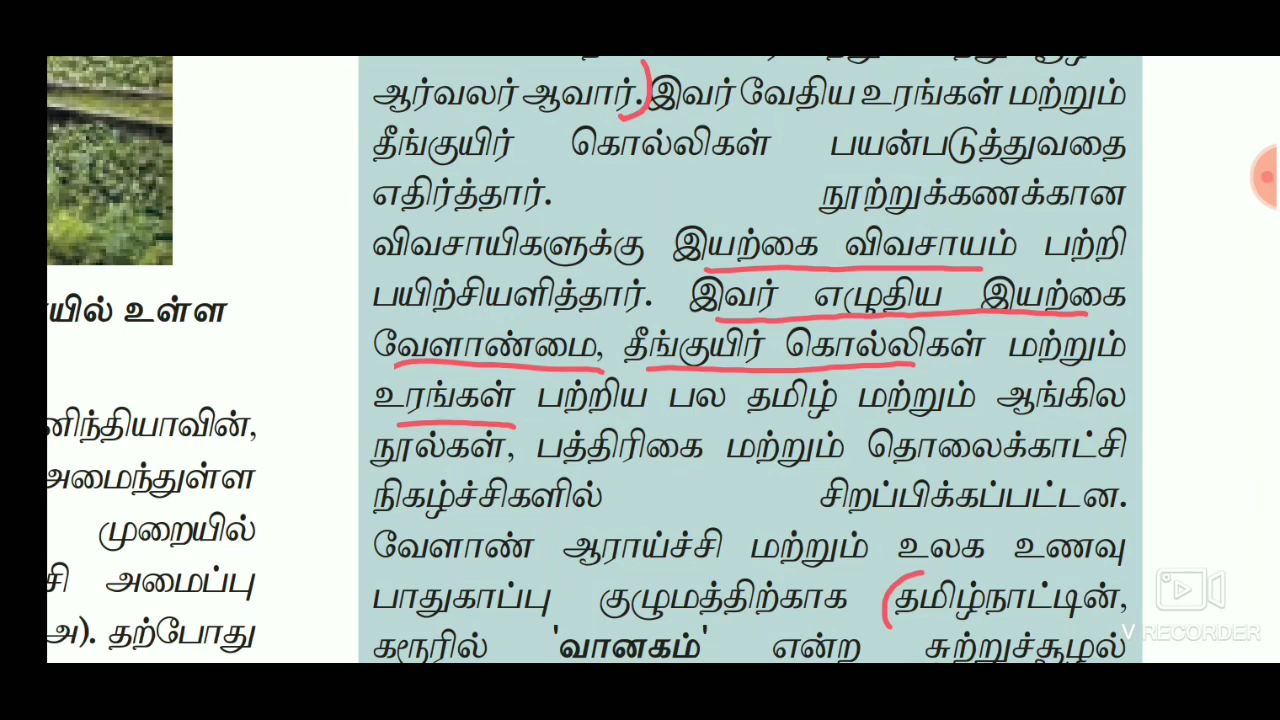 ஆர்வலர் ஆவார். இவர் வேதிய உரங்கள் மற்றும்
தீங்குயிர் கொல்லிகள் பயன்படுத்துவதை
எதிர்த்தார். நூற்றுக்கணக்கான
விவசாயிகளுக்கு இயற்கை விவசாயம் பற்றி
பயிற்சியளித்தார். இவர் எழுதிய இயற்கை
வேளாண்மை, தீங்குயிர் கொல்லிகள் மற்றும்
உரங்கள் பற்றிய பல தமிழ் மற்றும் ஆங்கில
நூல்கள், பத்திரிகை மற்றும் தொலைக்காட்சி
நிகழ்ச்சிகளில் சிறப்பிக்கப்பட்டன.
வேளாண் ஆராய்ச்சி மற்றும் உலக உணவு
பாதுகாப்பு குழுமத்திற்காக தமிழ்நாட்டின்,
கரூரில் 'வானகம்' என்ற சுற்றுச்சூழல்
யில் உள்ள
னிந்தியாவின்,
அமைந்துள்ள
முறையில்
சி அமைப்பு
அ). தற்போது
V RECORDER